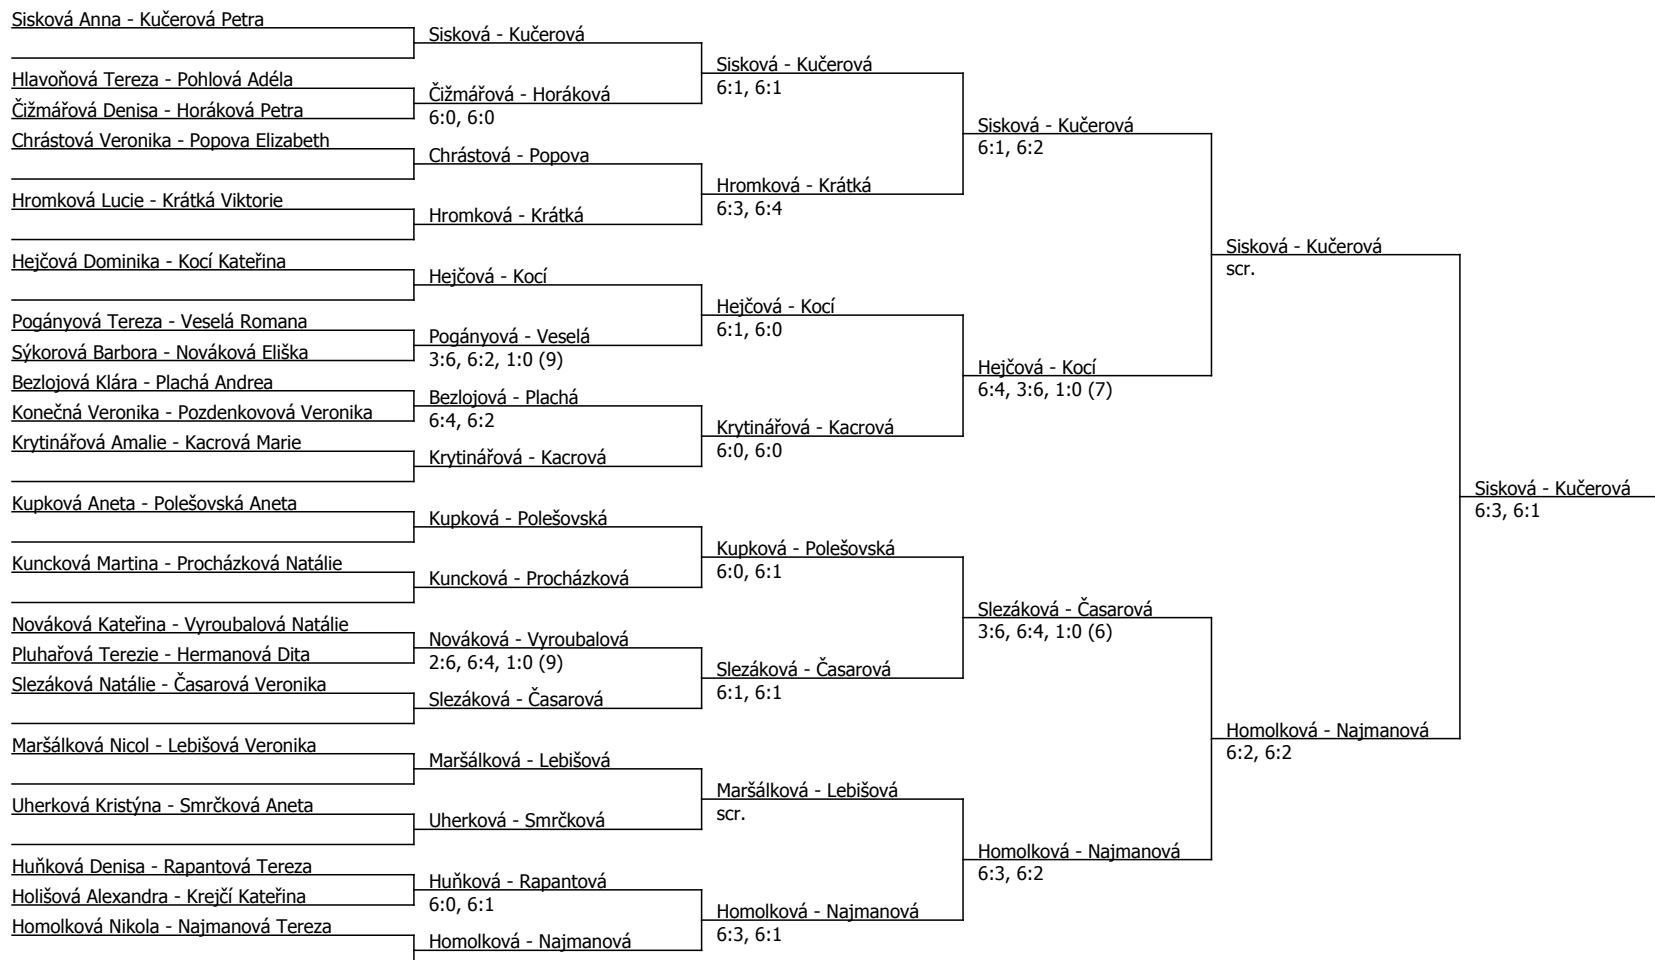 Sisková Anna - Kučerová Petra
Hlavoňová Tereza - Pohlová Adéla
Čižmářová Denisa - Horáková Petra
Chrástová Veronika - Popova Elizabeth
Hromková Lucie - Krátká Viktorie
Hejčová Dominika - Kocí Kateřina
Pogányová Tereza - Veselá Romana
Sýkorová Barbora - Nováková Eliška
Bezlojová Klára - Plachá Andrea
Konečná Veronika - Pozdenkovová Veronika
Krytinářová Amalie - Kacrová Marie
Kupková Aneta - Polešovská Aneta
Kuncková Martina - Procházková Natálie
Nováková Kateřina - Vyroubalová Natálie
Pluhařová Terezie - Hermanová Dita
Slezáková Natálie - Časarová Veronika
Maršálková Nicol - Lebišová Veronika
Uherková Kristýna - Smrčková Aneta
Huňková Denisa - Rapantová Tereza
Holišová Alexandra - Krejčí Kateřina
Homolková Nikola - Najmanová Tereza
Sisková - Kučerová
Čižmářová - Horáková
6:0, 6:0
Chrástová - Popova
Hromková - Krátká
Hejčová - Kocí
Pogányová - Veselá
3:6, 6:2, 1:0 (9)
Bezlojová - Plachá
6:4, 6:2
Krytinářová - Kacrová
Kupková - Polešovská
Kuncková - Procházková
Nováková - Vyroubalová
2:6, 6:4, 1:0 (9)
Slezáková - Časarová
Maršálková - Lebišová
Uherková - Smrčková
Huňková - Rapantová
6:0, 6:1
Homolková - Najmanová
Sisková - Kučerová
6:1, 6:1
Hromková - Krátká
6:3, 6:4
Hejčová - Kocí
6:1, 6:0
Krytinářová - Kacrová
6:0, 6:0
Kupková - Polešovská
6:0, 6:1
Slezáková - Časarová
6:1, 6:1
Maršálková - Lebišová
scr.
Homolková - Najmanová
6:3, 6:1
Sisková - Kučerová
6:1, 6:2
Hejčová - Kocí
6:4, 3:6, 1:0 (7)
Slezáková - Časarová
3:6, 6:4, 1:0 (6)
Homolková - Najmanová
6:3, 6:2
Sisková - Kučerová
scr.
Homolková - Najmanová
6:2, 6:2
Sisková - Kučerová
6:3, 6:1